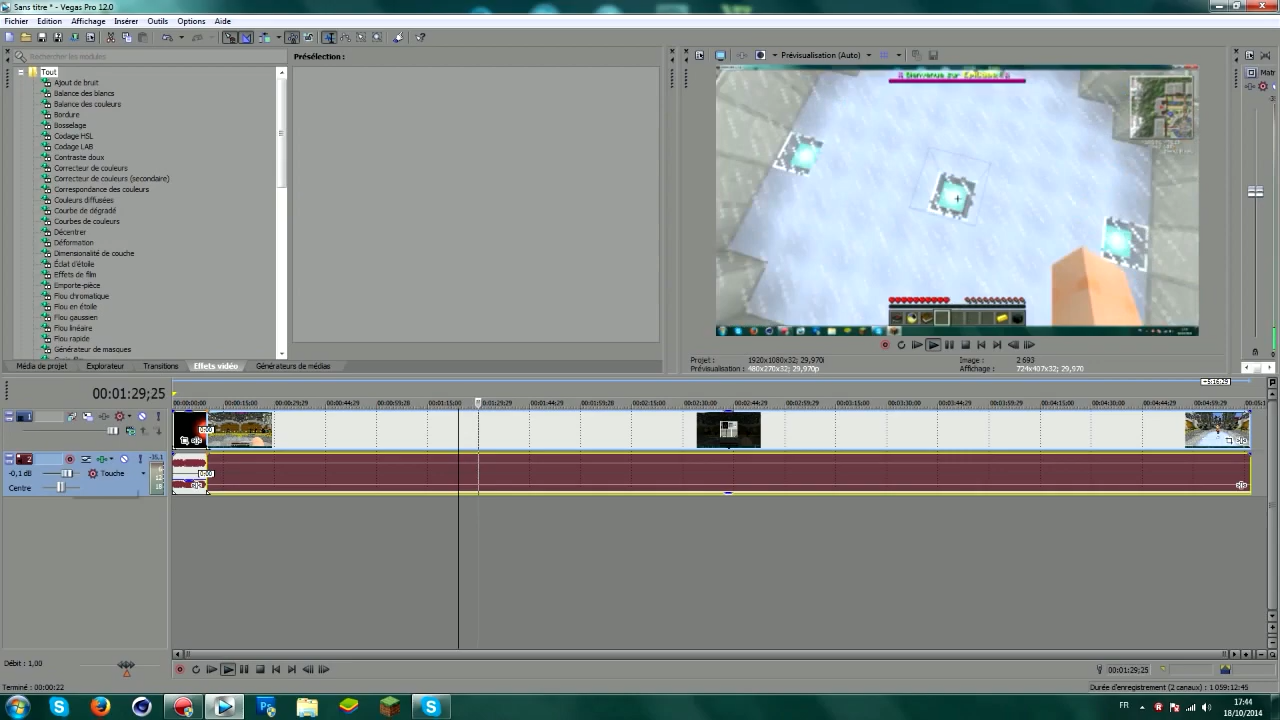 Sans titre * - Vegas Pro 12.0
Fichier Edition Affichage Insérer Outils Options Aide
Rechercher les modules
Présélection :
Prévisualisation (Auto)
Tout
Ajout de bruit
Balance des blancs
Balance des couleurs
Bordure
Bosselage
Codage HSL
Codage LAB
Contraste doux
Correcteur de couleurs
Correcteur de couleurs (secondaire)
Correspondance des couleurs
Couleurs diffusées
Courbe de dégradé
Courbes de couleurs
Décentrer
Déformation
Dimensionalité de couche
Éclat d'étoile
Effets de film
Emporte-pièce
Flou chromatique
Flou en étoile
Flou gaussien
Flou linéaire
Flou rapide
Générateur de masques
Bienvenue sur
Matr
Projet : 1920x1080x32; 29,970i
Prévisualisation : 480x270x32; 29,970p
Image : 2 693
Affichage : 724x407x32; 29,970
Média de projet Explorateur Transitions Effets vidéo Générateurs de médias
00:01:29;25
00:00:00;00 00:00:15;00 00:00:29;29 00:00:44;29 00:00:59;28 00:01:15;00 00:01:29;29 00:01:44;29 00:01:59;28 00:02:15;00 00:02:30;00 00:02:44;29 00:02:59;29 00:03:14;29 00:03:29;29 00:03:44;29 00:03:59;29 00:04:15;00 00:04:30;00 00:04:44;29 00:04:59;29
1
2
-0,1 dB Touche
Centre
12
18
Débit : 1,00
Terminé : 00:00:22
00:01:29;25
Durée d'enregistrement (2 canaux) : 1 059:12:45
FR
17:44
18/10/2014